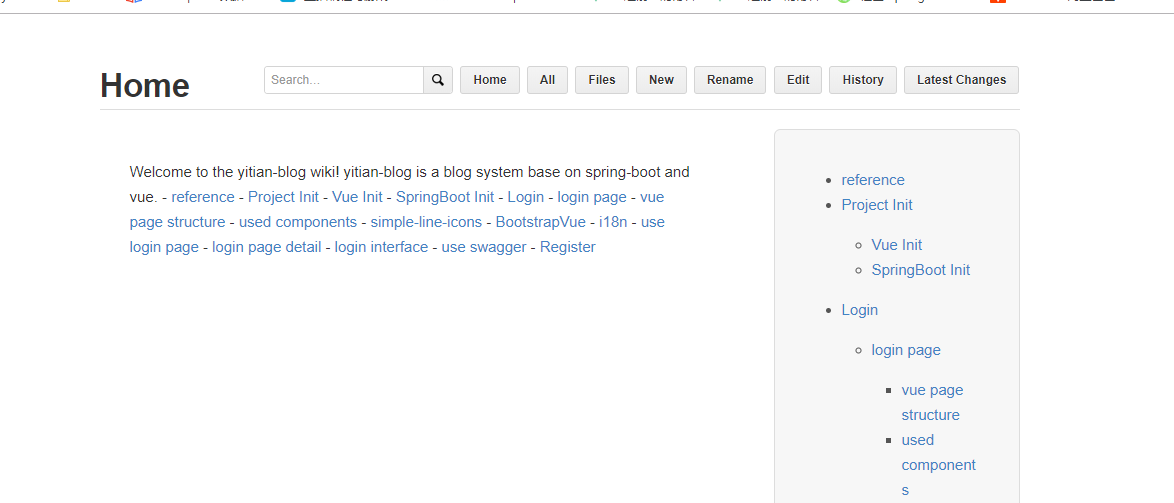 Home
Search...
Home
All
Files
New
Rename
Edit
History
Latest Changes
Welcome to the yitian-blog wiki! yitian-blog is a blog system base on spring-boot and
vue. - reference - Project Init - Vue Init - SpringBoot Init - Login - login page - vue
page structure - used components - simple-line-icons - BootstrapVue - i18n - use
login page - login page detail - login interface - use swagger - Register
reference
Project Init
Vue Init
SpringBoot Init
Login
login page
vue page
structure
used
component
s